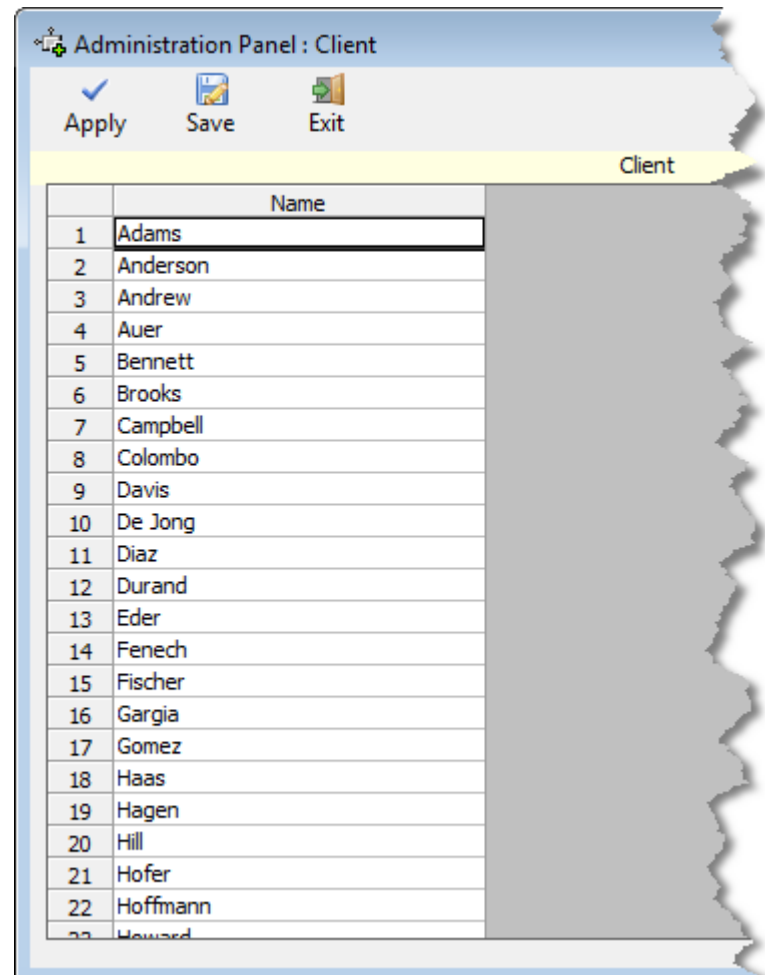 Administration Panel : Client
Apply Save Exit
Client
Name
1 Adams
2 Anderson
3 Andrew
4 Auer
5 Bennett
6 Brooks
7 Campbell
8 Colombo
9 Davis
10 De Jong
11 Diaz
12 Durand
13 Eder
14 Fenech
15 Fischer
16 Gargia
17 Gomez
18 Haas
19 Hagen
20 Hill
21 Hofer
22 Hoffmann
23 Howard